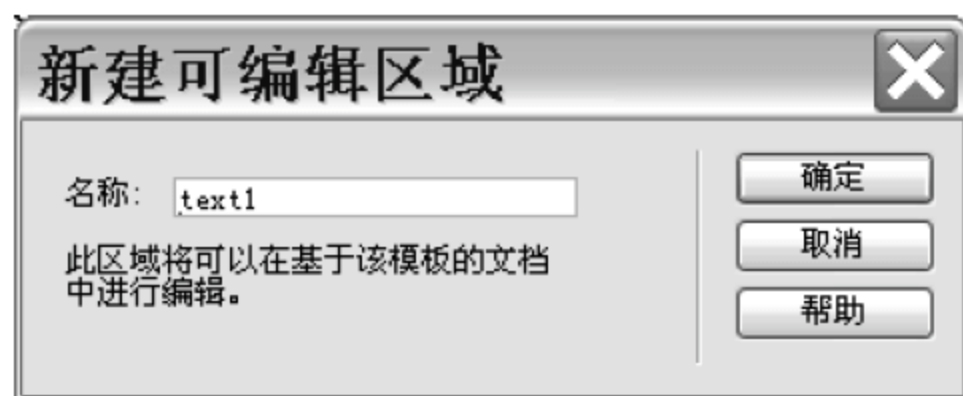 新建可编辑区域
名称: text1
此区域将可以在基于该模板的文档
中进行编辑。
确定
取消
帮助